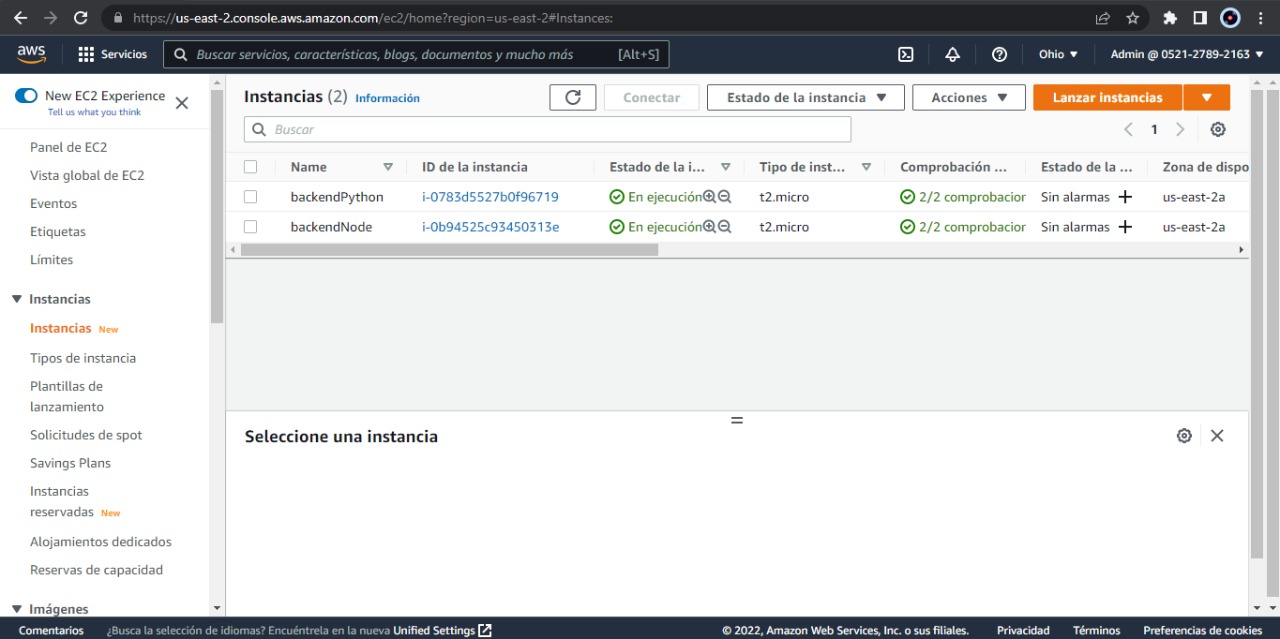 https://us-east-2.console.aws.amazon.com/ec2/home?region=us-east-2#Instances:
aws Servicios Buscar servicios, características, blogs, documentos y mucho más [Alt+S] Ohio Admin @ 0521-2789-2163
New EC2 Experience
Tell us what you think
Panel de EC2
Vista global de EC2
Eventos
Etiquetas
Límites
Instancias
Instancias New
Tipos de instancia
Plantillas de
lanzamiento
Solicitudes de spot
Savings Plans
Instancias
reservadas New
Alojamientos dedicados
Reservas de capacidad
Imágenes
Instancias (2) Información Conectar Estado de la instancia Acciones Lanzar instancias
Buscar 1
Name ID de la instancia Estado de la i... Tipo de inst... Comprobación ... Estado de la ... Zona de dispo
backendPython i-0783d5527b0f96719 En ejecución t2.micro 2/2 comprobacior Sin alarmas us-east-2a
backendNode i-0b94525c93450313e En ejecución t2.micro 2/2 comprobacior Sin alarmas us-east-2a
Seleccione una instancia
Comentarios ¿Busca la selección de idiomas? Encuéntrela en la nueva Unified Settings © 2022, Amazon Web Services, Inc. o sus filiales. Privacidad Términos Preferencias de cookies